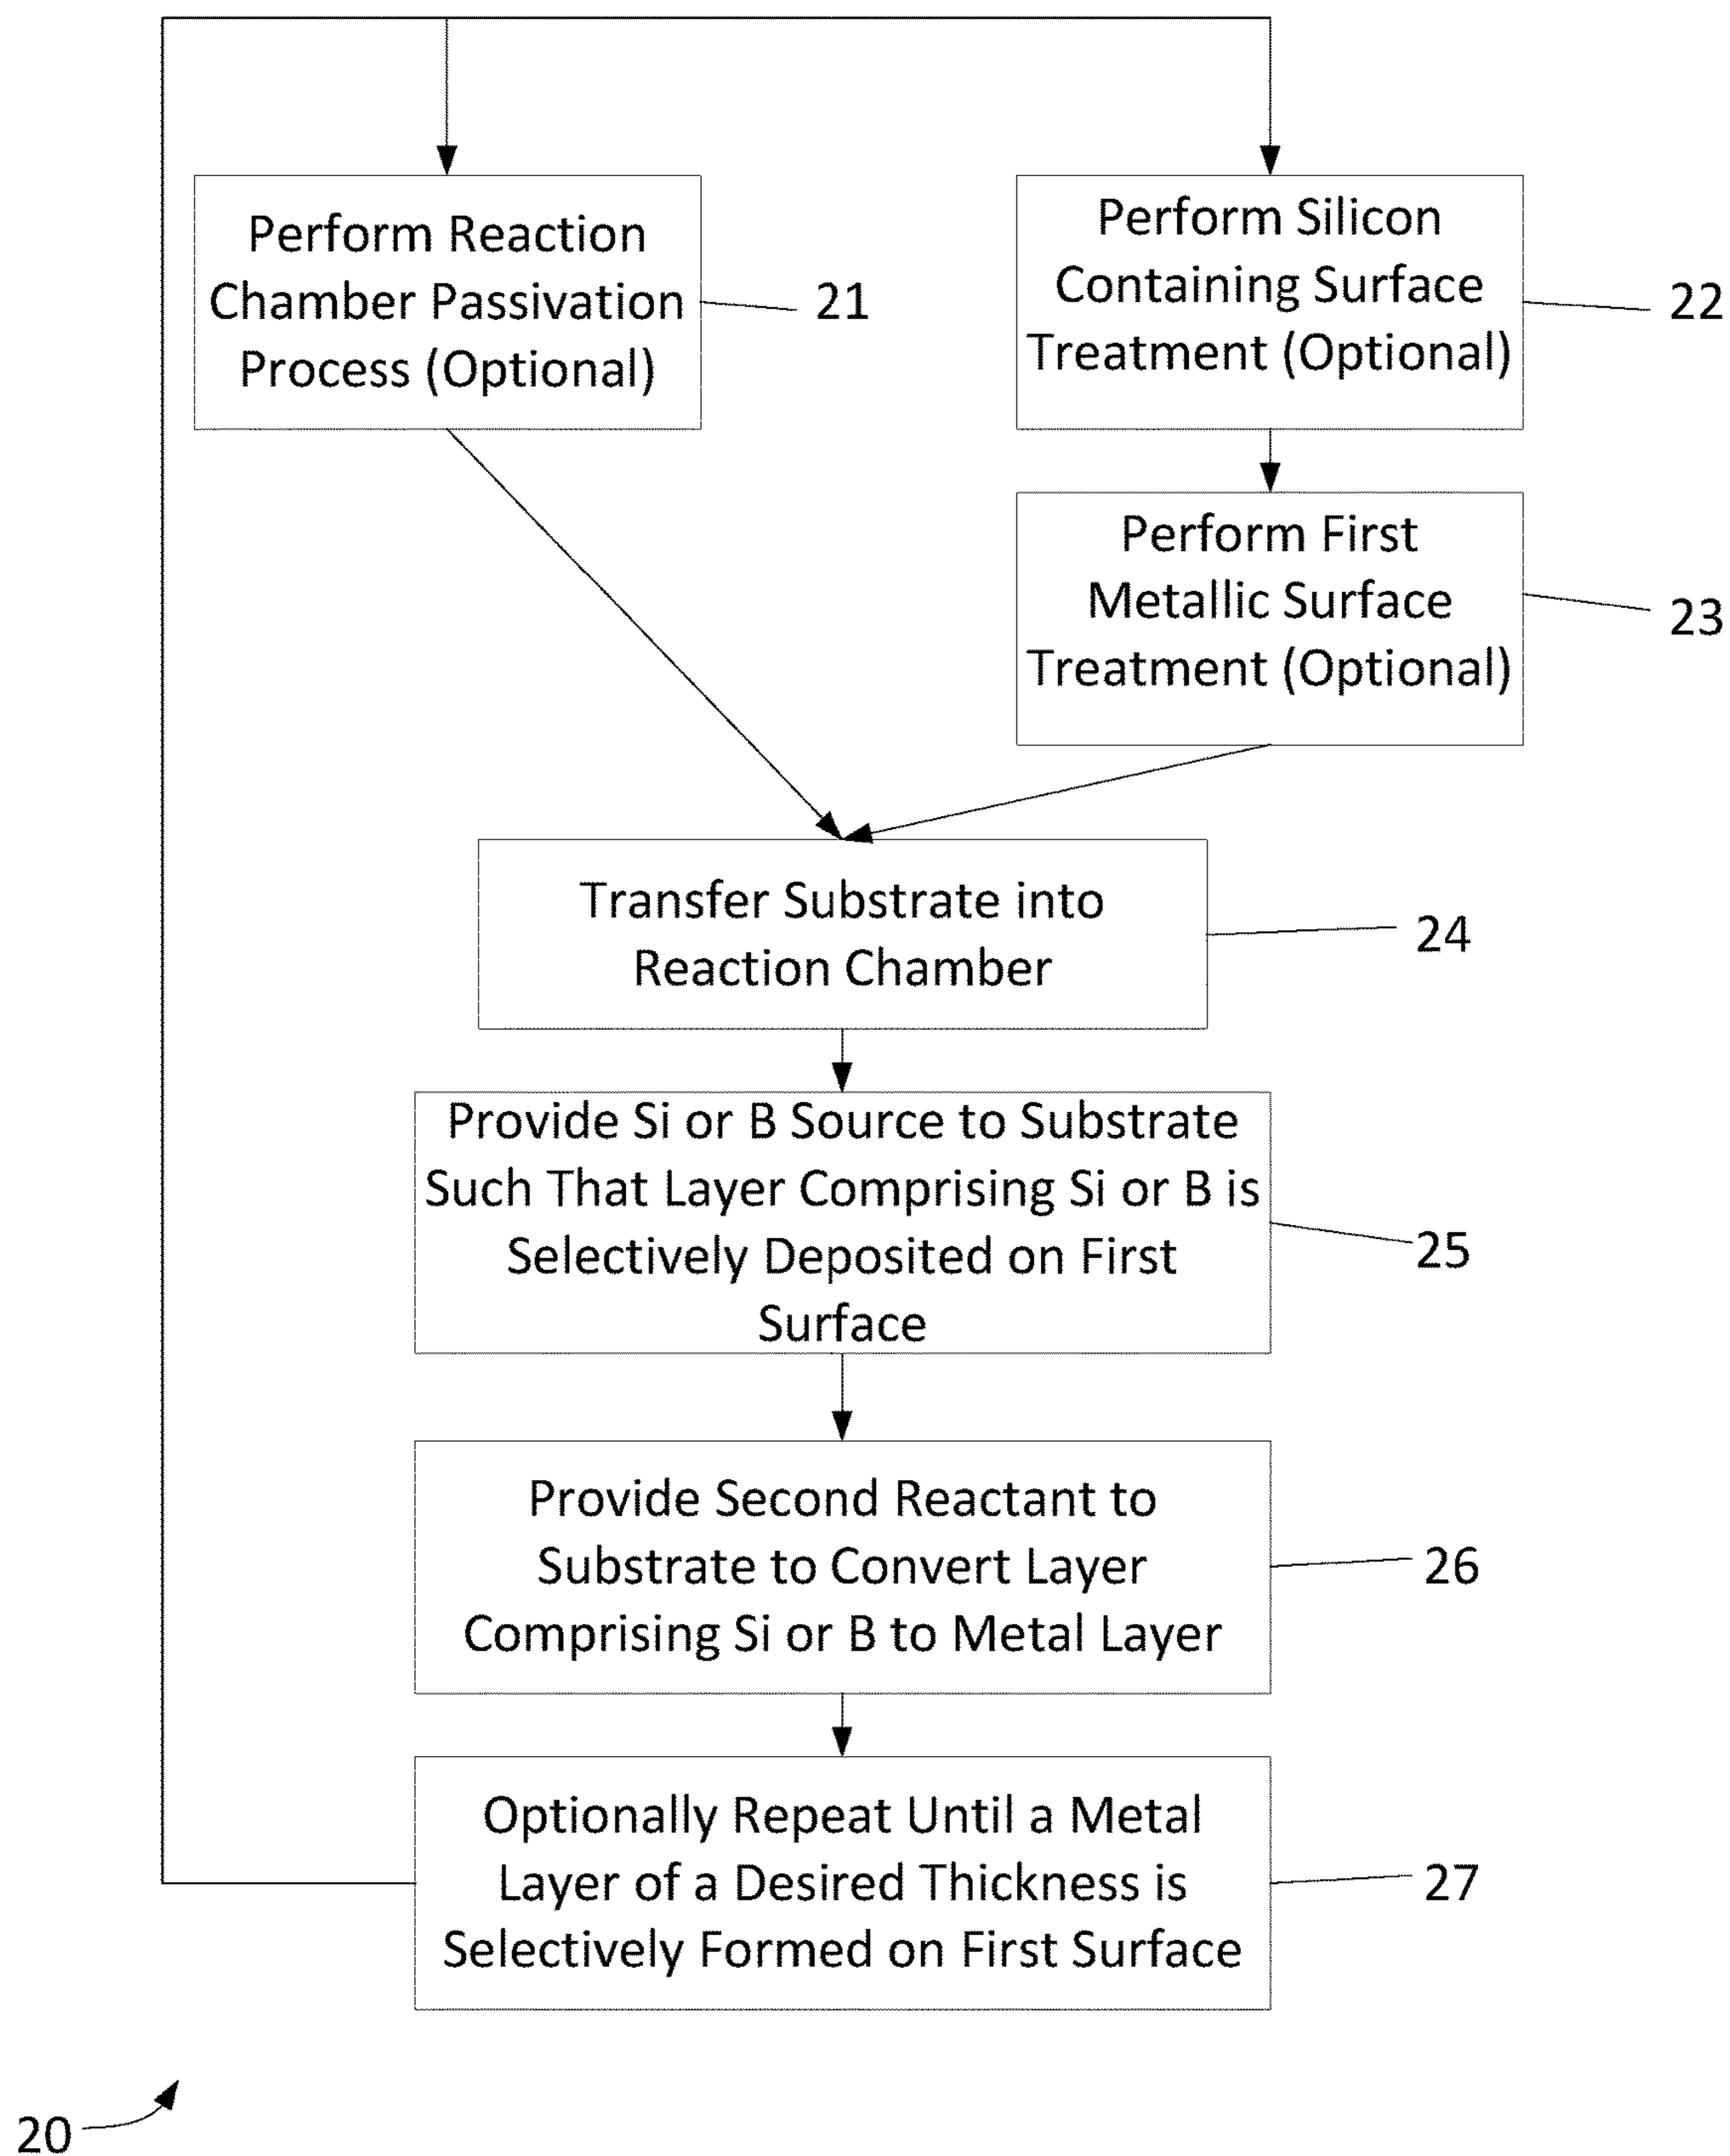 Perform Reaction
Chamber Passivation
Process (Optional)
21
Perform Silicon
Containing Surface
Treatment (Optional)
22
Perform First
Metallic Surface
Treatment (Optional)
23
Transfer Substrate into
Reaction Chamber
24
Provide Si or B Source to Substrate
Such That Layer Comprising Si or B is
Selectively Deposited on First
Surface
25
Provide Second Reactant to
Substrate to Convert Layer
Comprising Si or B to Metal Layer
26
Optionally Repeat Until a Metal
Layer of a Desired Thickness is
Selectively Formed on First Surface
27
20